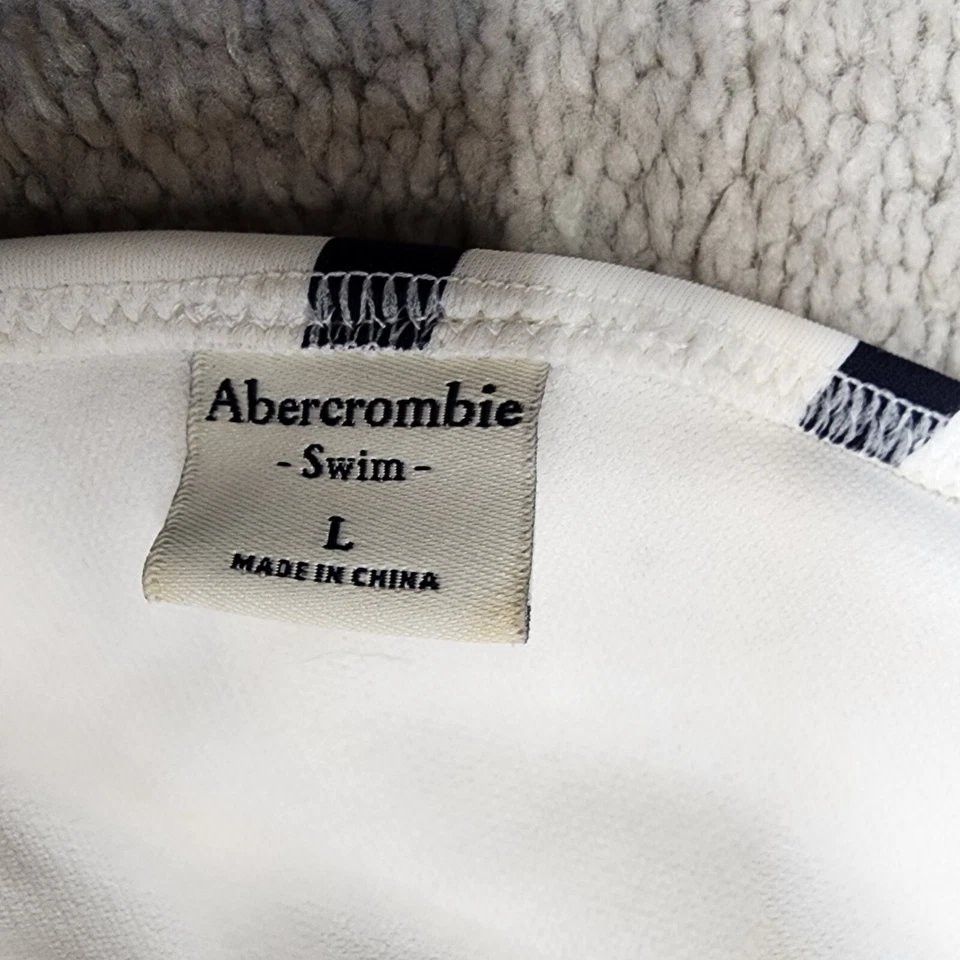 Abercrombie
- Swim -
L
MADE IN CHINA